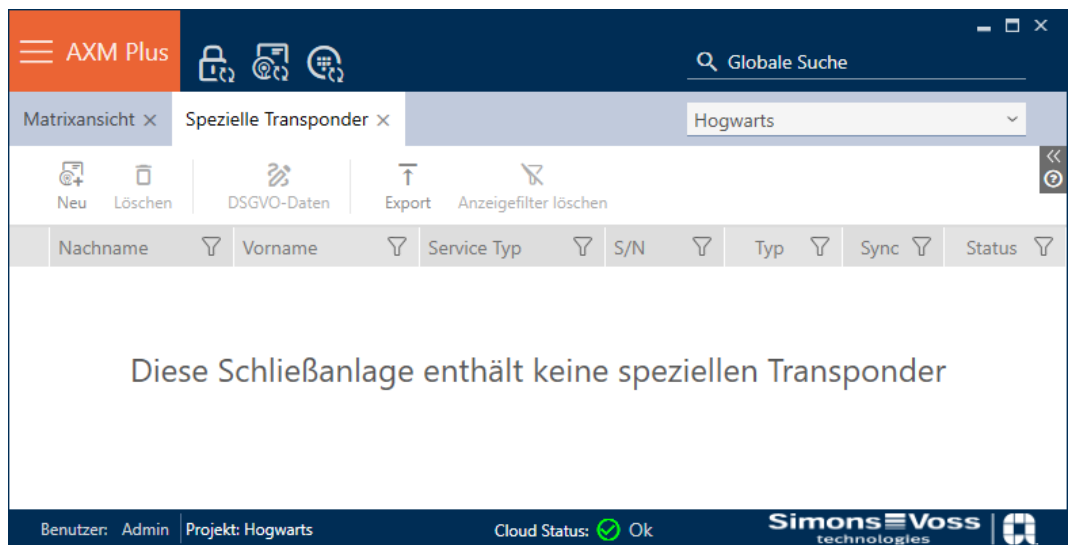 AXM Plus
Globale Suche
Matrixansicht Spezielle Transponder Hogwarts
Neu Löschen DSGVO-Daten Export Anzeigefilter löschen
Nachname Vorname Service Typ S/N Typ Sync Status
Diese Schließanlage enthält keine speziellen Transponder
Benutzer: Admin Projekt: Hogwarts Cloud Status: Ok SimonsVoss
technologies